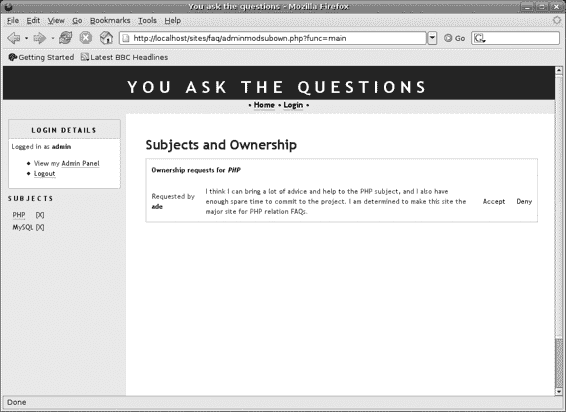 You ask the questions - Mozilla Firefox
File Edit View Go Bookmarks Tools Help
http://localhost/sites/faq/adminmodsubown.php?func=main
Go
G
Getting Started Latest BBC Headlines
YOU ASK THE QUESTIONS
• Home • Login •
LOGIN DETAILS
Logged in as admin
View my Admin Panel
Logout
SUBJECTS
PHP [X]
MySQL [X]
Subjects and Ownership
Ownership requests for PHP
Requested by
ade
I think I can bring a lot of advice and help to the PHP subject, and I also have
enough spare time to commit to the project. I am determined to make this site the
major site for PHP relation FAQs.
Accept Deny
Done